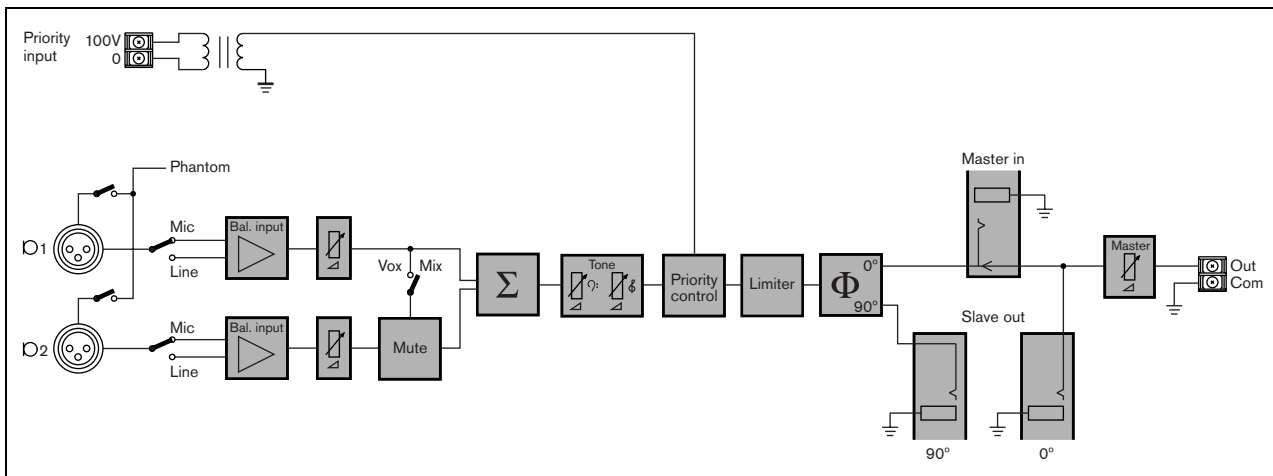 Priority
input
100V
0
Phantom
1
Mic
Line
Bal. input
Vox
Mix
2
Mic
Line
Bal. input
Mute
Σ
Tone
Priority
control
Limiter
Φ
0°
90°
Master in
Master
Out
Com
Slave out
90°
0°